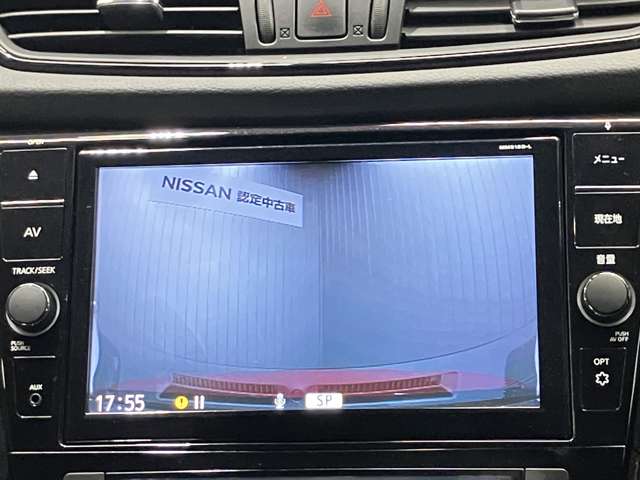 MM518D-L
メニュー
NISSAN 認定中古車
AV
現在地
TRACK/SEEK
音量
PUSH
SOURCE
PUSH
AV OFF
OPT
AUX
17:55
SP